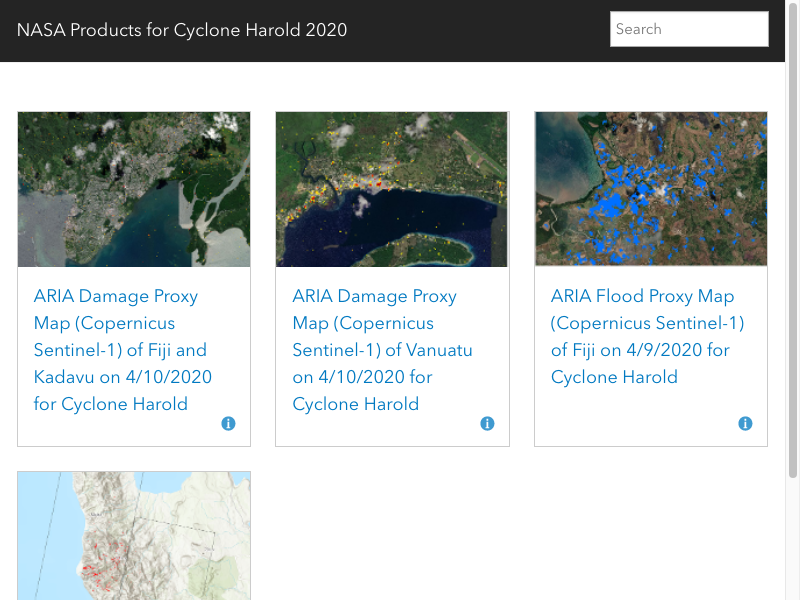 NASA Products for Cyclone Harold 2020
Search
ARIA Damage Proxy
Map (Copernicus
Sentinel-1) of Fiji and
Kadavu on 4/10/2020
for Cyclone Harold
ARIA Damage Proxy
Map (Copernicus
Sentinel-1) of Vanuatu
on 4/10/2020 for
Cyclone Harold
ARIA Flood Proxy Map
(Copernicus Sentinel-1)
of Fiji on 4/9/2020 for
Cyclone Harold